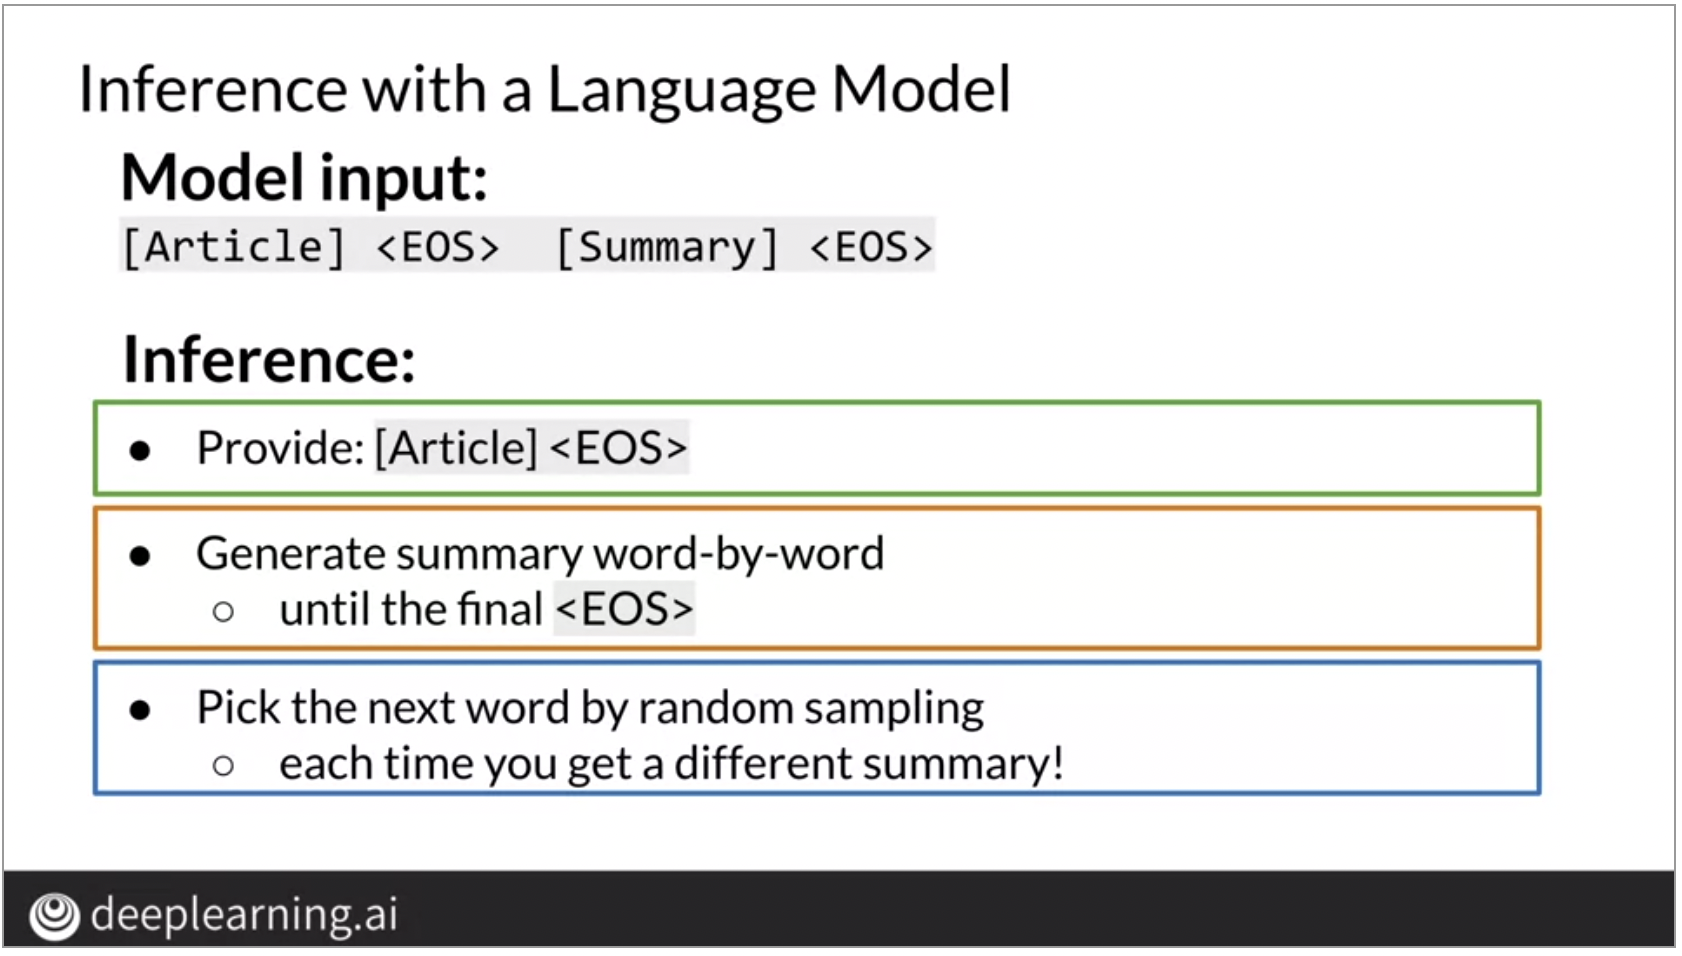 Inference with a Language Model
Model input:
[Article] <EOS> [Summary] <EOS>
Inference:
● Provide: [Article] <EOS>
● Generate summary word-by-word
○ until the final <EOS>
● Pick the next word by random sampling
○ each time you get a different summary!
deeplearning.ai